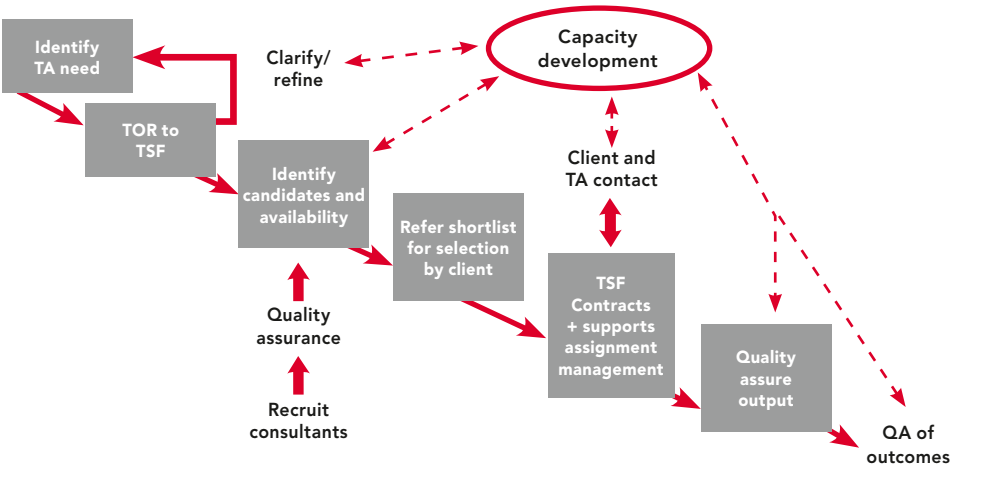 Identify
TA need
TOR to
TSF
Clarify/
refine
Capacity
development
Identify
candidates and
availability
Client and
TA contact
Refer shortlist
for selection
by client
TSF
Contracts
+ supports
assignment
management
Quality
assurance
Recruit
consultants
Quality
assure
output
QA of
outcomes